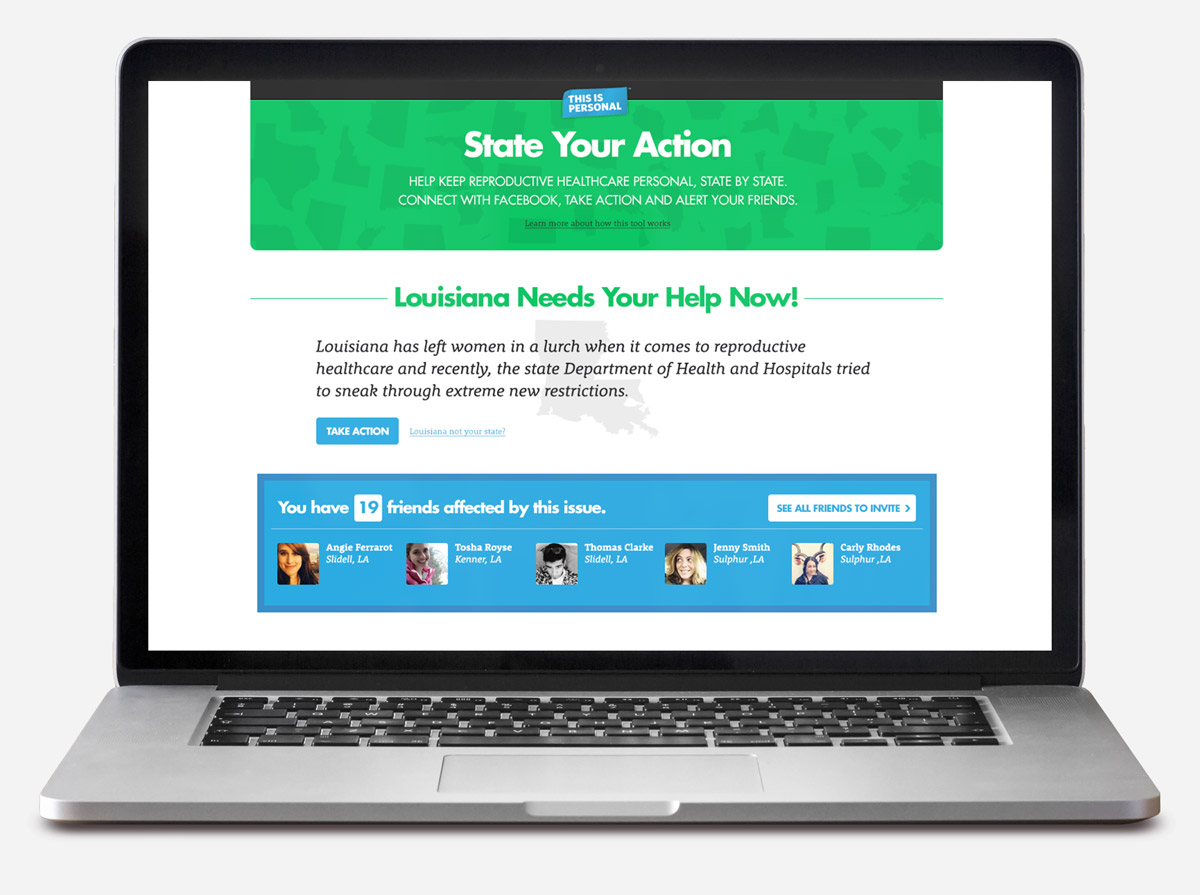 THIS IS
PERSONAL
State Your Action
HELP KEEP REPRODUCTIVE HEALTHCARE PERSONAL, STATE BY STATE.
CONNECT WITH FACEBOOK, TAKE ACTION AND ALERT YOUR FRIENDS.
Learn more about how this tool works
Louisiana Needs Your Help Now!
Louisiana has left women in a lurch when it comes to reproductive
healthcare and recently, the state Department of Health and Hospitals tried
to sneak through extreme new restrictions.
TAKE ACTION
Louisiana not your state?
You have 19 friends affected by this issue.
SEE ALL FRIENDS TO INVITE >
Angie Ferrarot
Slidell, LA
Tosha Royse
Kenner, LA
Thomas Clarke
Slidell, LA
Jenny Smith
Sulphur ,LA
Carly Rhodes
Sulphur ,LA